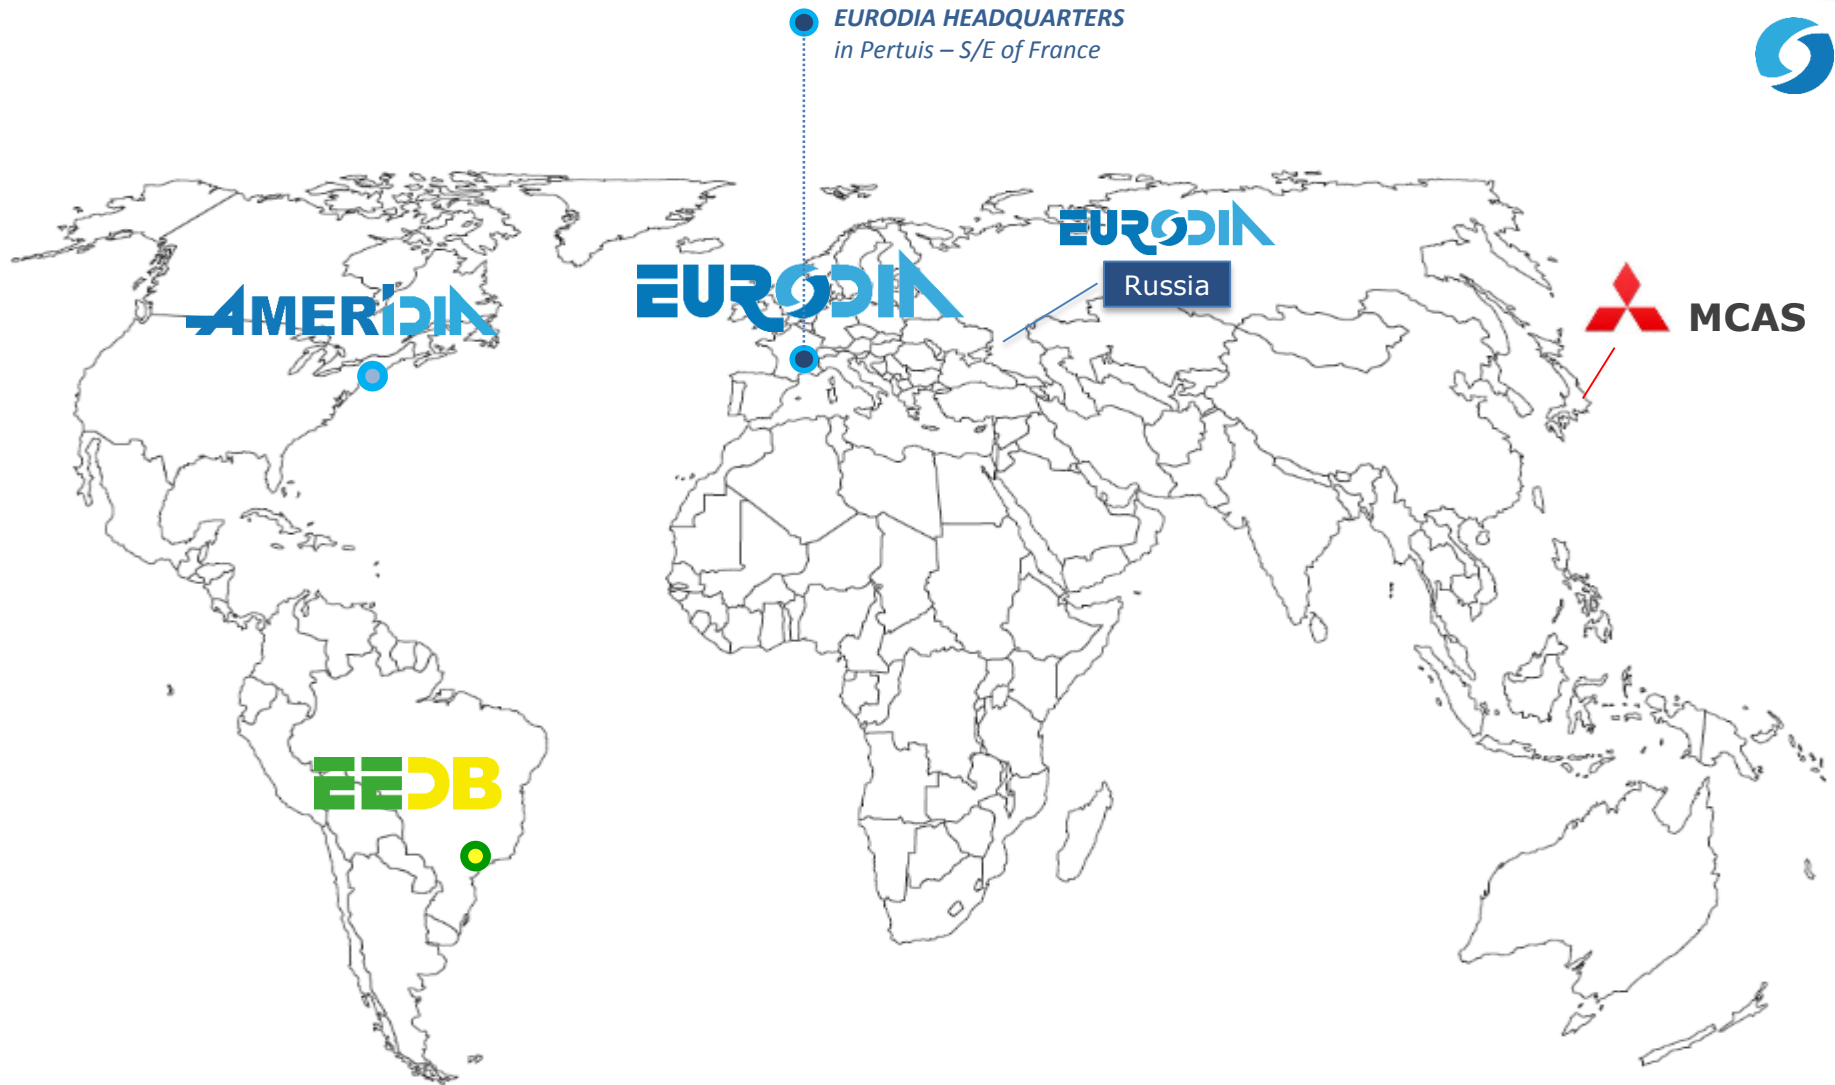 EURODIA HEADQUARTERS
in Pertuis – S/E of France
EURODIA
Russia
AMERIDIA
EURODIA
MCAS
EEDB